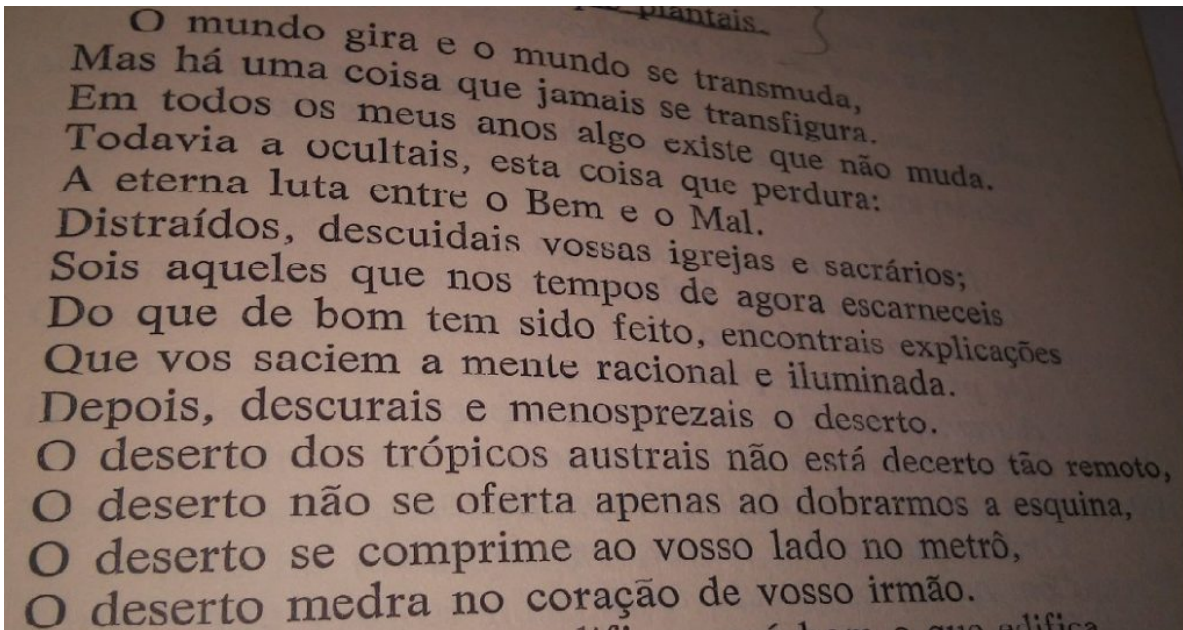 plantais.
O mundo gira e o mundo se transmuda,
Mas há uma coisa que jamais se transfigura.
Em todos os meus anos algo existe que não muda.
Todavia a ocultais, esta coisa que perdura:
A eterna luta entre o Bem e o Mal.
Distraídos, descuidais vossas igrejas e sacrários;
Sois aqueles que nos tempos de agora escarneceis
Do que de bom tem sido feito, encontrais explicações
Que vos saciem a mente racional e iluminada.
Depois, descurais e menosprezais o deserto.
O deserto dos trópicos austrais não está decerto tão remoto,
O deserto não se oferta apenas ao dobrarmos a esquina,
O deserto se comprime ao vosso lado no metrô,
O deserto medra no coração de vosso irmão.